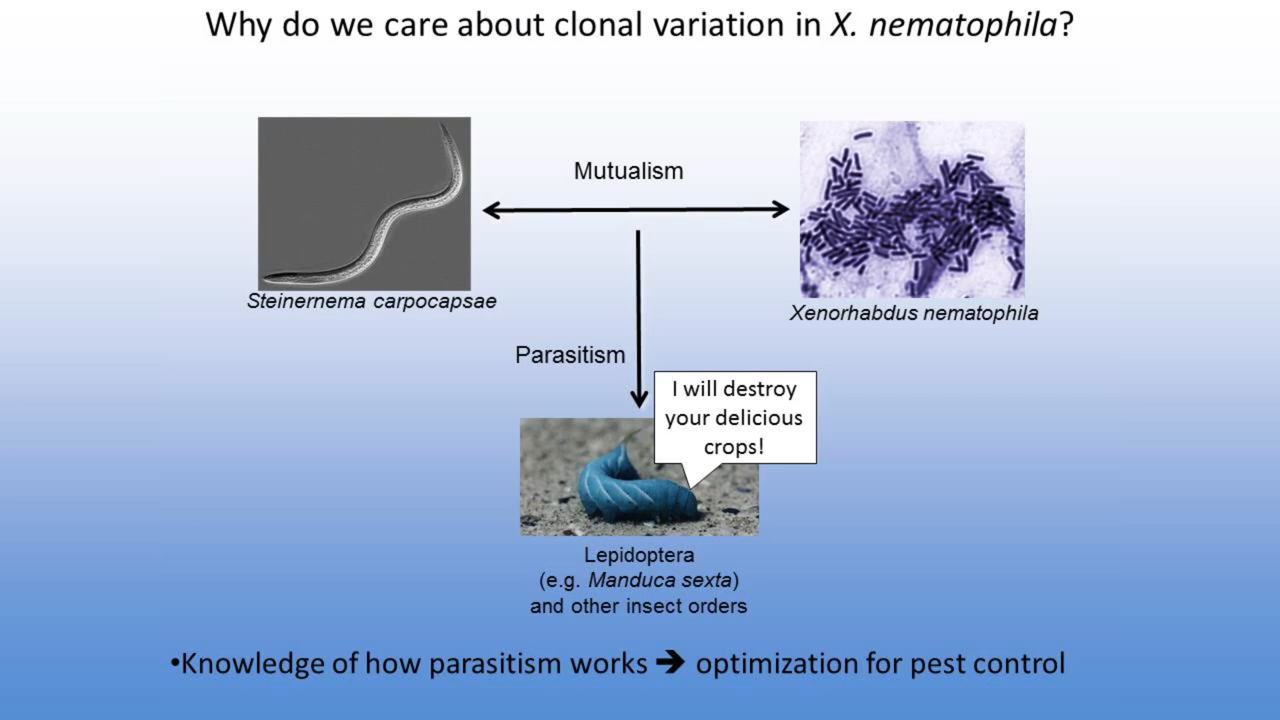 Why do we care about clonal variation in X. nematophila?
Mutualism
Steinernema carpocapsae
Xenorhabdus nematophila
Parasitism
I will destroy
your delicious
crops!
Lepidoptera
(e.g. Manduca sexta)
and other insect orders
•Knowledge of how parasitism works ➔ optimization for pest control